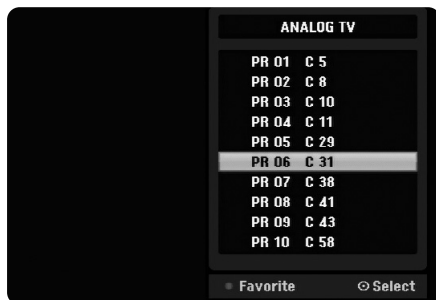 ANALOG TV
PR 01 C 5
PR 02 C 8
PR 03 C 10
PR 04 C 11
PR 05 C 29
PR 06 C 31
PR 07 C 38
PR 08 C 41
PR 09 C 43
PR 10 C 58
Favorite Select